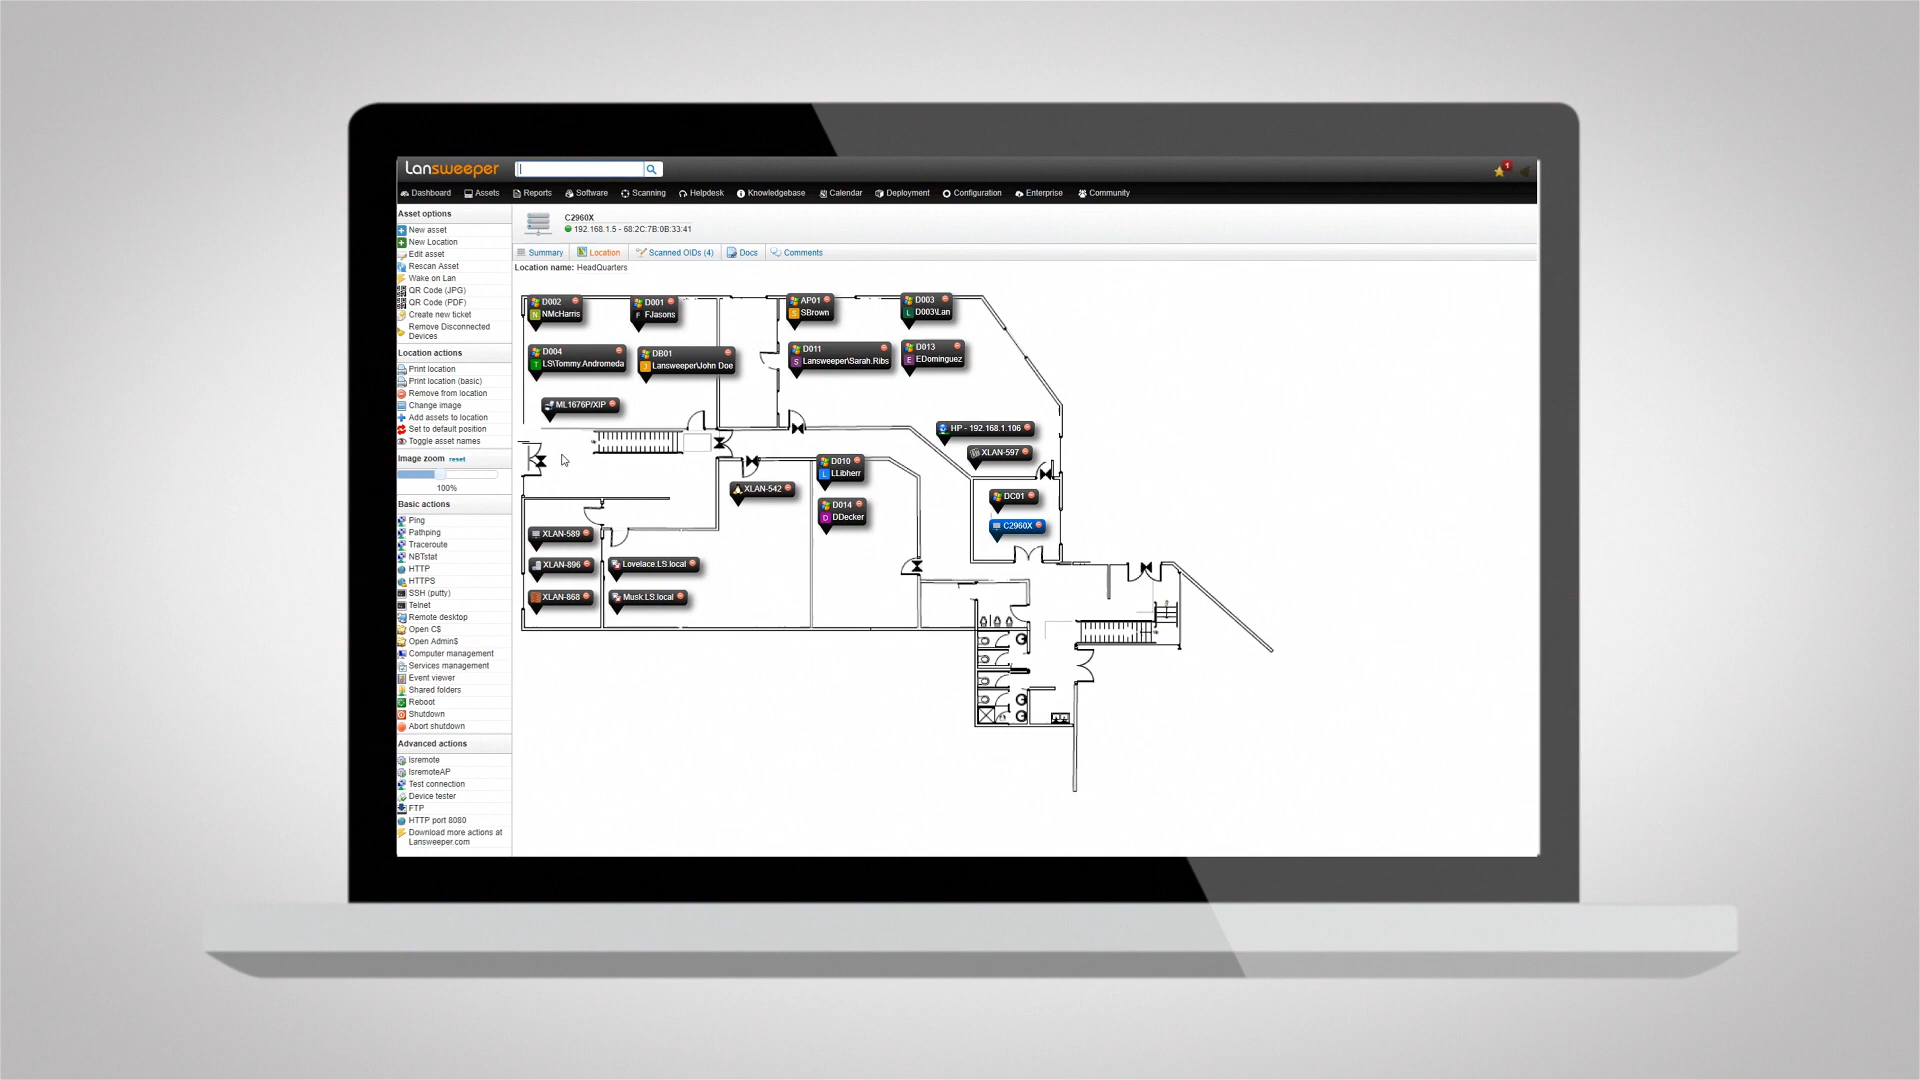 Lansweeper
1
Dashboard Assets Reports Software Scanning Helpdesk Knowledgebase Calendar Deployment Configuration Enterprise Community
Asset options
New asset
New Location
Edit asset
Rescan Asset
Wake on Lan
QR Code (JPG)
QR Code (PDF)
Create new ticket
Remove Disconnected
Devices
Location actions
Print location
Print location (basic)
Remove from location
Change image
Add assets to location
Set to default position
Toggle asset names
Image zoom reset
100%
Basic actions
Ping
Pathping
Traceroute
NBTstat
HTTP
HTTPS
SSH (putty)
Telnet
Remote desktop
Open C$
Open Admin$
Computer management
Services management
Event viewer
Shared folders
Reboot
Shutdown
Abort shutdown
Advanced actions
lsremote
lsremoteAP
Test connection
Device tester
FTP
HTTP port 8080
Download more actions at
Lansweeper.com
C2960X
192.168.1.5 - 68:2C:7B:0B:33:41
Summary Location Scanned OIDs (4) Docs Comments
Location name: HeadQuarters
D002
N NMcHarris
D001
F FJasons
AP01
S SBrown
D003
L D003\Lan
D004
T LS\Tommy.Andromeda
DB01
J Lansweeper\John Doe
D011
S Lansweeper\Sarah.Ribs
D013
E EDominguez
ML1676P/XIP
HP - 192.168.1.106
XLAN-597
D010
L LLibherr
XLAN-542
D014
D DDecker
DC01
C2960X
XLAN-589
XLAN-896
Lovelace.LS.local
XLAN-868
Musk.LS.local